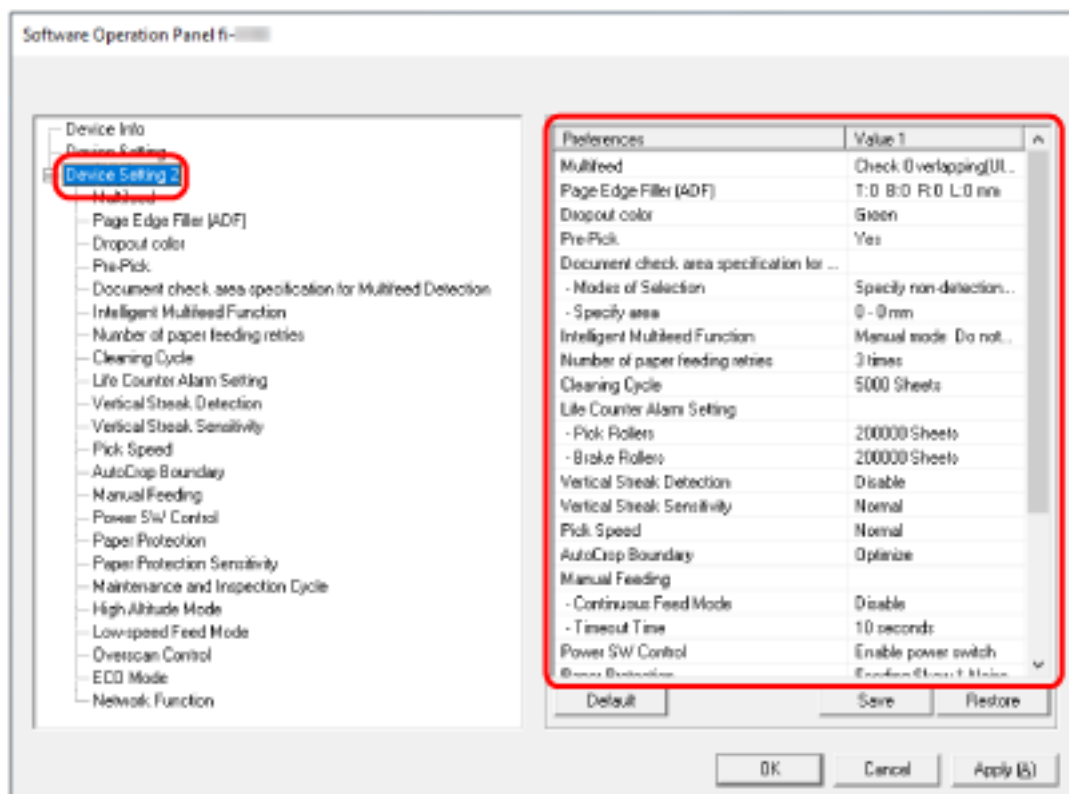 Software Operation Panel fi-
Device Info
Device Setting
Device Setting 2
Multifeed
Page Edge Filler (ADF)
Dropout color
Pre-Pick
Document check area specification for Multifeed Detection
Intelligent Multifeed Function
Number of paper feeding retries
Cleaning Cycle
Life Counter Alarm Setting
Vertical Streak Detection
Vertical Streak Sensitivity
Pick Speed
AutoCrop Boundary
Manual Feeding
Power SW Control
Paper Protection
Paper Protection Sensitivity
Maintenance and Inspection Cycle
High Altitude Mode
Low-speed Feed Mode
Overscan Control
ECO Mode
Network Function
Preferences Value 1
Multifeed Check Overlapping(Ul...
Page Edge Filler (ADF) T:0 B:0 R:0 L:0 mm
Dropout color Green
Pre-Pick Yes
Document check area specification for ...
- Modes of Selection Specify non-detection...
- Specify area 0 - 0 mm
Intelligent Multifeed Function Manual mode Do not...
Number of paper feeding retries 3 times
Cleaning Cycle 5000 Sheets
Life Counter Alarm Setting
- Pick Rollers 200000 Sheets
- Brake Rollers 200000 Sheets
Vertical Streak Detection Disable
Vertical Streak Sensitivity Normal
Pick Speed Normal
AutoCrop Boundary Optimize
Manual Feeding
- Continuous Feed Mode Disable
- Timeout Time 10 seconds
Power SW Control Enable power switch
Paper Protection
Default Save Restore
OK Cancel Apply (A)